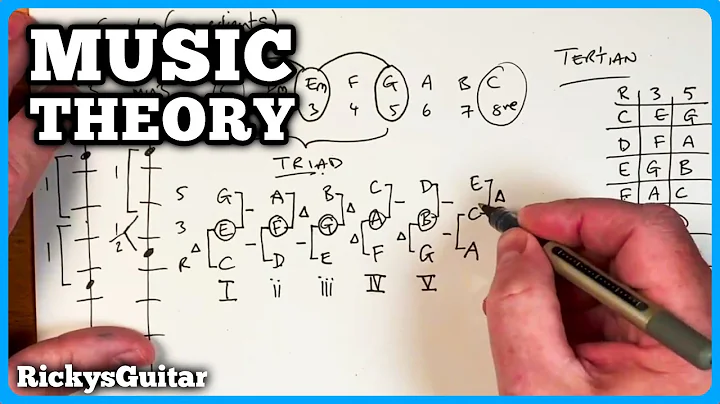 MUSIC
THEORY
Em F G A B C
3 4 5 6 7 8ve
TRIAD
TERTIAN
R 3 5
C E G
D F A
E G B
F A C
5 G A B C D E
3 E F G A B C
R C D E F G A
I ii iii IV V
Δ - Δ - Δ - Δ - Δ
1 1
1 1/2
RickysGuitar